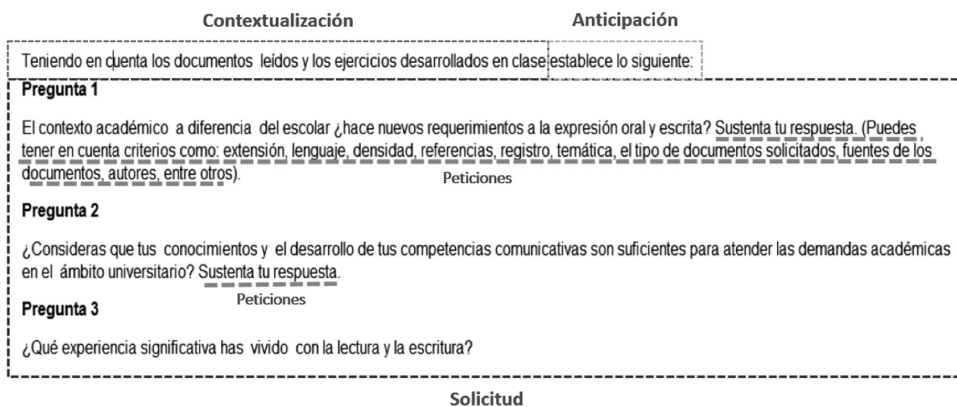 Contextualización Anticipación
Teniendo en cuenta los documentos leídos y los ejercicios desarrollados en clase establece lo siguiente:
Pregunta 1
El contexto académico a diferencia del escolar ¿hace nuevos requerimientos a la expresión oral y escrita? Sustenta tu respuesta. (Puedes
tener en cuenta criterios como: extensión, lenguaje, densidad, referencias, registro, temática, el tipo de documentos solicitados, fuentes de los
documentos, autores, entre otros).
Peticiones
Pregunta 2
¿Consideras que tus conocimientos y el desarrollo de tus competencias comunicativas son suficientes para atender las demandas académicas
en el ámbito universitario? Sustenta tu respuesta.
Peticiones
Pregunta 3
¿Qué experiencia significativa has vivido con la lectura y la escritura?
Solicitud